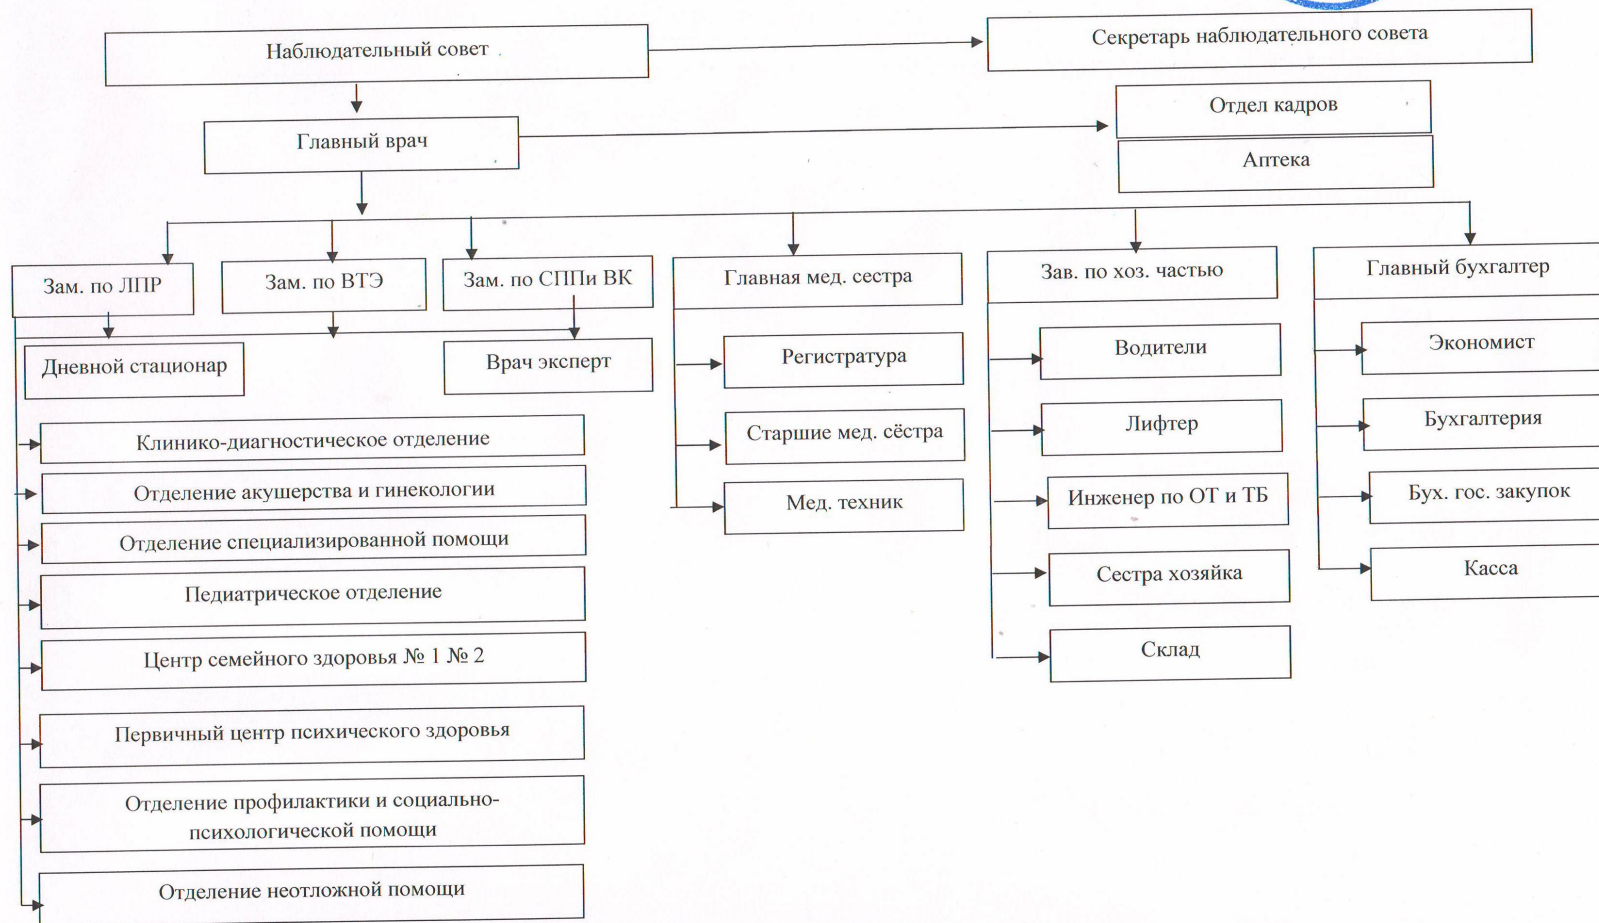 Наблюдательный совет
Секретарь наблюдательного совета
Главный врач
Отдел кадров
Аптека
Зам. по ЛПР
Зам. по ВТЭ
Зам. по СППи ВК
Главная мед. сестра
Зав. по хоз. частью
Главный бухгалтер
Дневной стационар
Врач эксперт
Клинико-диагностическое отделение
Отделение акушерства и гинекологии
Отделение специализированной помощи
Педиатрическое отделение
Центр семейного здоровья № 1 № 2
Первичный центр психического здоровья
Отделение профилактики и социально-
психологической помощи
Отделение неотложной помощи
Регистратура
Старшие мед. сёстра
Мед. техник
Водители
Лифтер
Инженер по ОТ и ТБ
Сестра хозяйка
Склад
Экономист
Бухгалтерия
Бух. гос. закупок
Касса